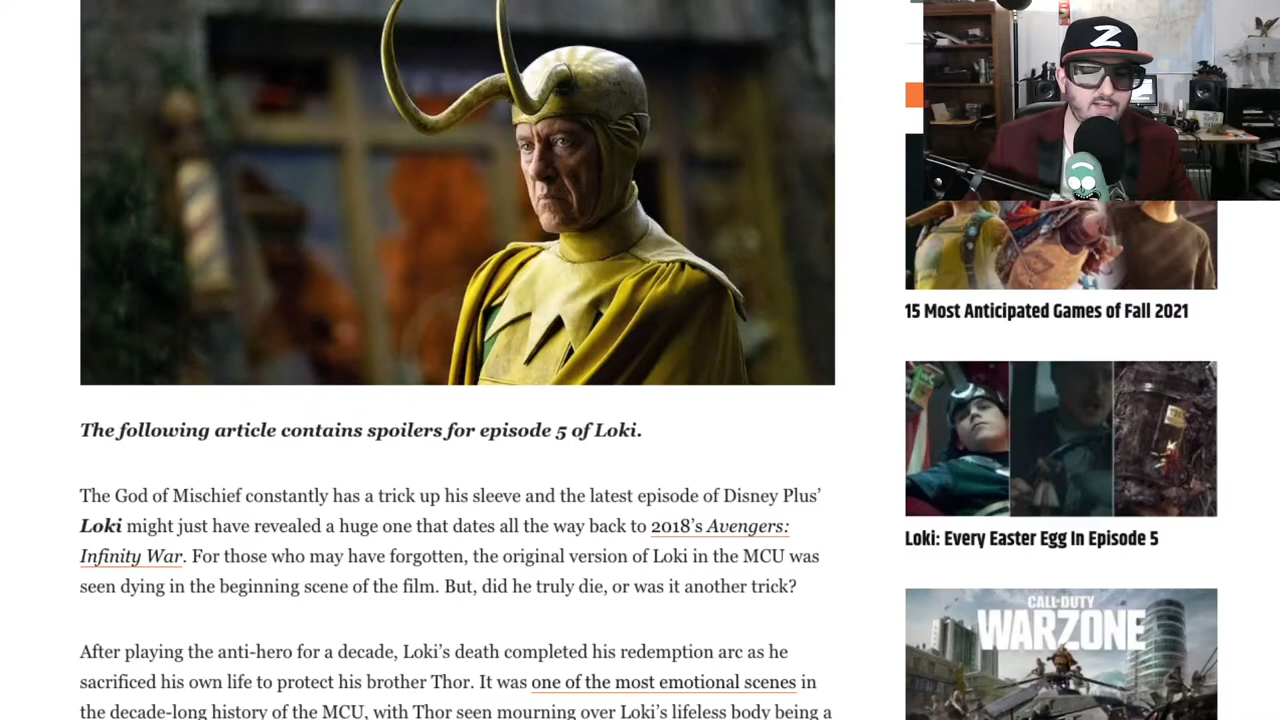 Z
15 Most Anticipated Games of Fall 2021
The following article contains spoilers for episode 5 of Loki.
The God of Mischief constantly has a trick up his sleeve and the latest episode of Disney Plus’
Loki might just have revealed a huge one that dates all the way back to 2018’s Avengers:
Infinity War. For those who may have forgotten, the original version of Loki in the MCU was
seen dying in the beginning scene of the film. But, did he truly die, or was it another trick?
After playing the anti-hero for a decade, Loki’s death completed his redemption arc as he
sacrificed his own life to protect his brother Thor. It was one of the most emotional scenes in
the decade-long history of the MCU, with Thor seen mourning over Loki’s lifeless body being a
Loki: Every Easter Egg In Episode 5
CALL OF DUTY
WARZONE